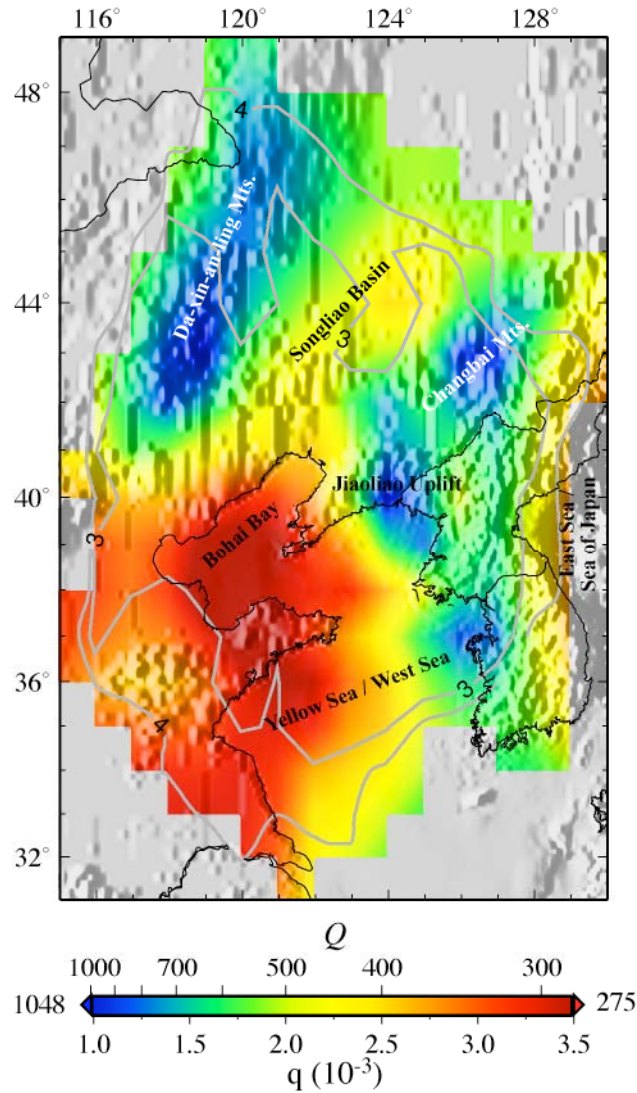 116° 120° 124° 128°
4
48°
Da-xin-an-ling Mts.
Songliao Basin
44°
3
Changbai Mts.
40°
Jiaoliao Uplift
Bohai Bay
3
East Sea
Sea of Japan
36°
Yellow Sea / West Sea
3
4
32°
Q
1000 700 500 400 300
1048 275
1.0 1.5 2.0 2.5 3.0 3.5
q (10⁻³)